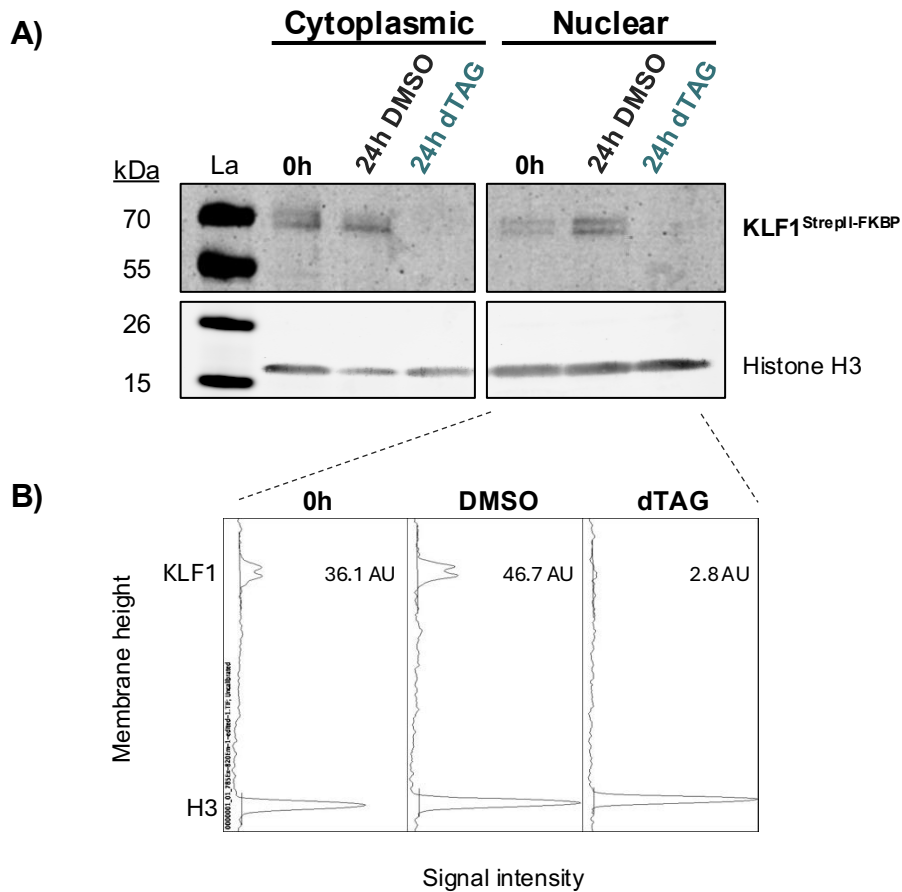 A)
Cytoplasmic
Nuclear
kDa
La
0h
24h DMSO
24h dTAG
0h
24h DMSO
24h dTAG
70
55
KLF1StrepII-FKBP
26
15
Histone H3
B)
0h
DMSO
dTAG
KLF1
36.1 AU
46.7 AU
2.8 AU
Membrane height
H3
Signal intensity